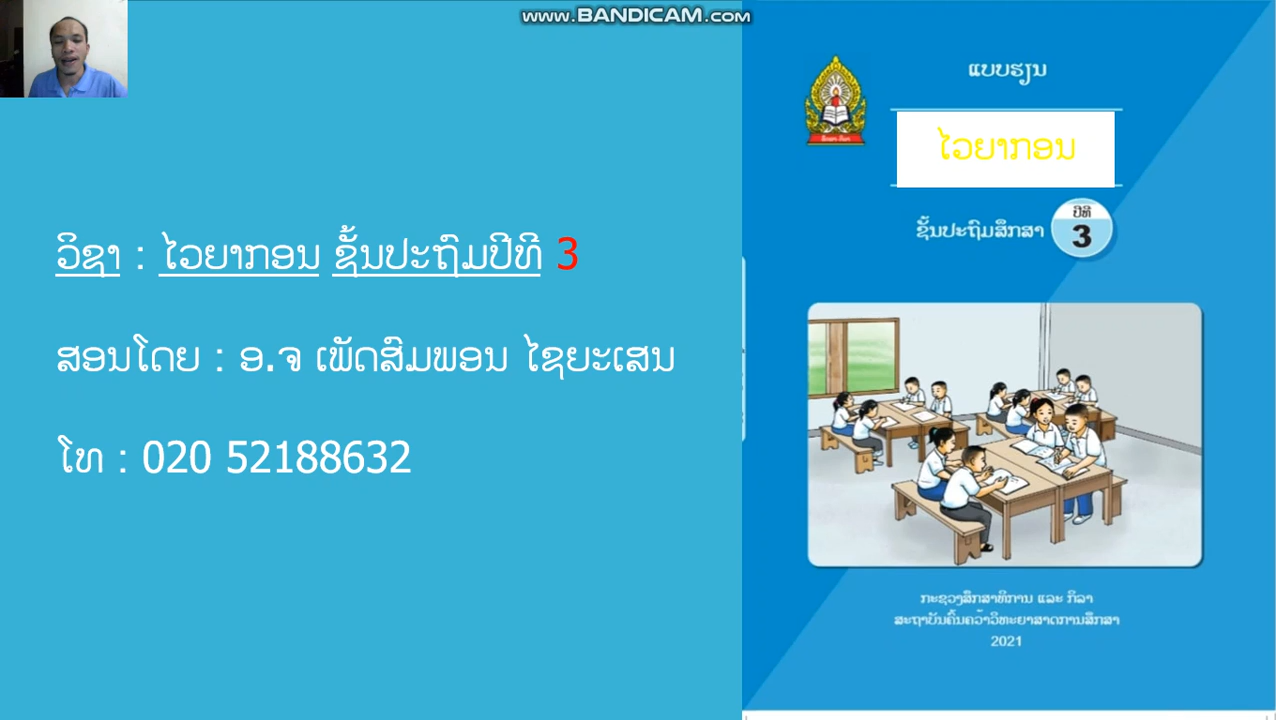 www.BANDICAM.com
ວິຊາ : ໄວຍາກອນ ຊັ້ນປະຖົມປີທີ 3
ສອນໂດຍ : ອ.ຈ ເພັດສົມພອນ ໄຊຍະເສນ
ໂທ : 020 52188632
ແບບຮຽນ
ໄວຍາກອນ
ຊັ້ນປະຖົມສຶກສາ
ປີທີ
3
ກະຊວງສຶກສາທິການ ແລະ ກິລາ
ສະຖາບັນຄົ້ນຄວ້າວິທະຍາສາດການສຶກສາ
2021